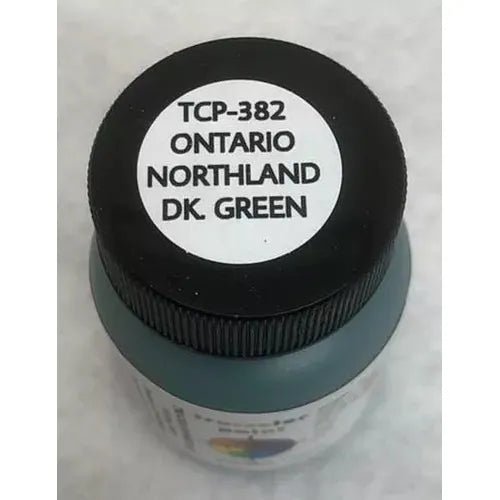 TCP-382
ONTARIO
NORTHLAND
DK. GREEN